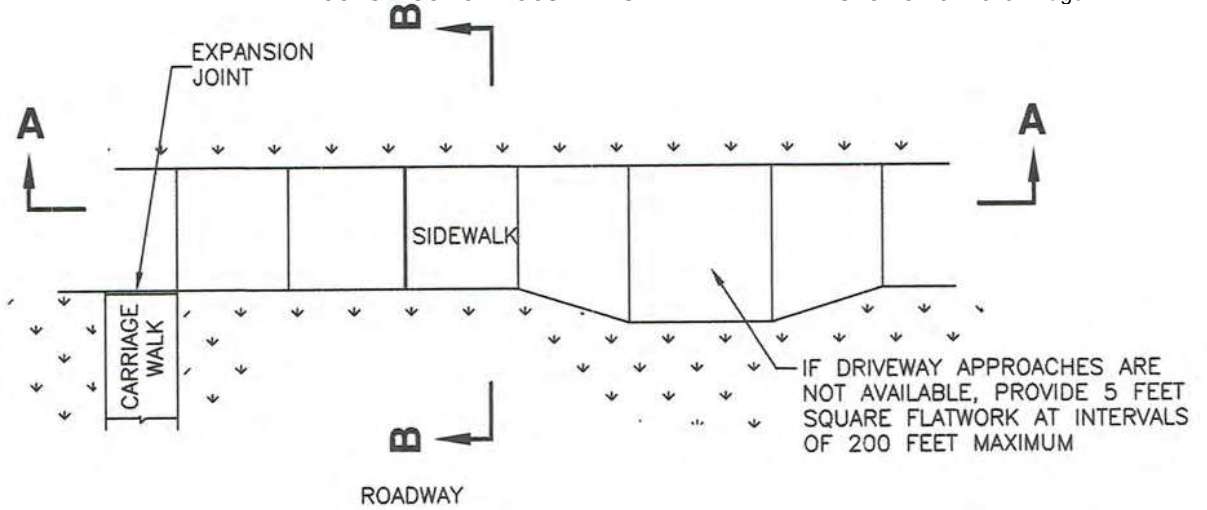 B
EXPANSION
JOINT
A
A
SIDEWALK
CARRIAGE
WALK
IF DRIVEWAY APPROACHES ARE
NOT AVAILABLE, PROVIDE 5 FEET
SQUARE FLATWORK AT INTERVALS
OF 200 FEET MAXIMUM
B
ROADWAY